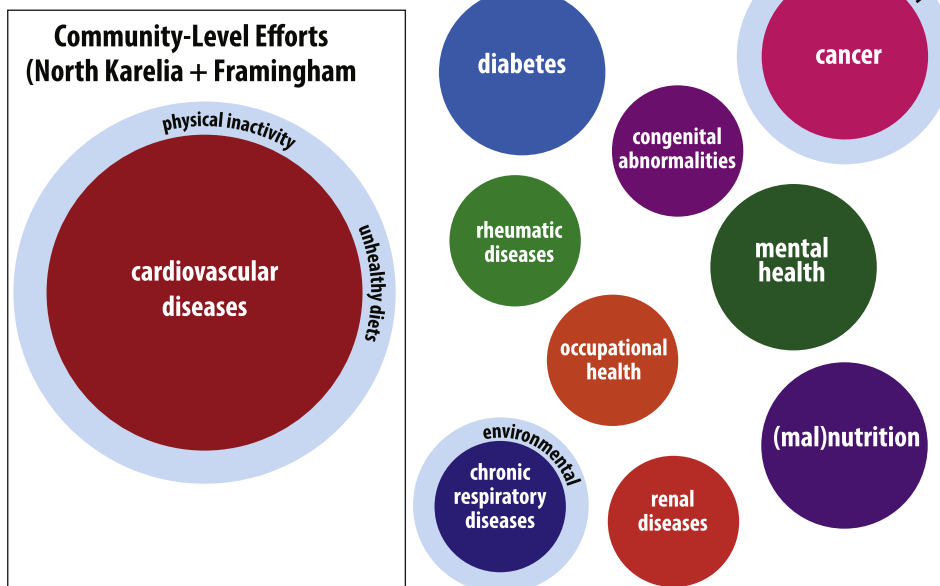 Community-Level Efforts
(North Karelia + Framingham
physical inactivity
unhealthy diets
cardiovascular
diseases
diabetes
cancer
congenital
abnormalities
rheumatic
diseases
mental
health
occupational
health
(mal)nutrition
environmental
chronic
respiratory
diseases
renal
diseases